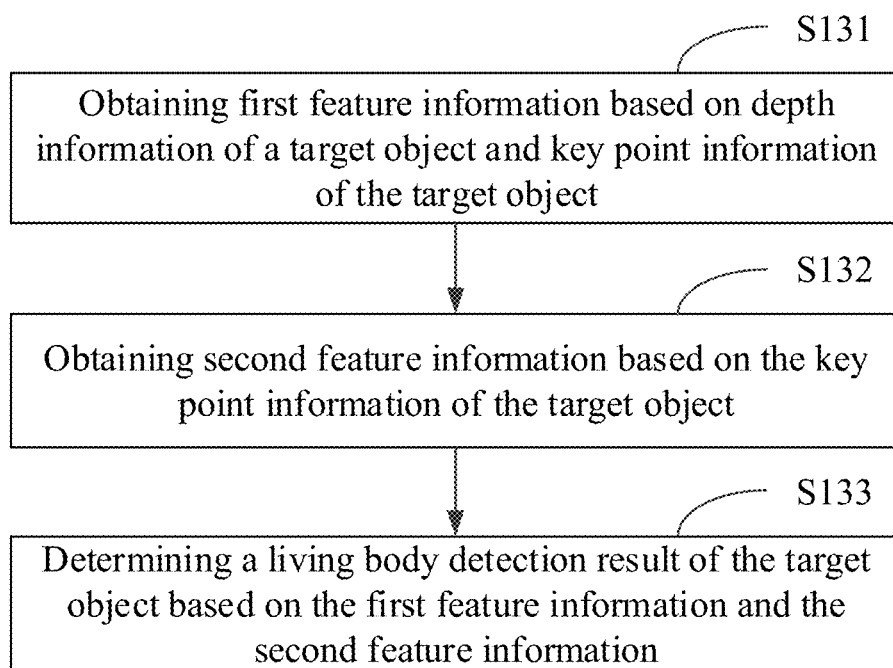 S131
Obtaining first feature information based on depth
information of a target object and key point information
of the target object
S132
Obtaining second feature information based on the key
point information of the target object
S133
Determining a living body detection result of the target
object based on the first feature information and the
second feature information